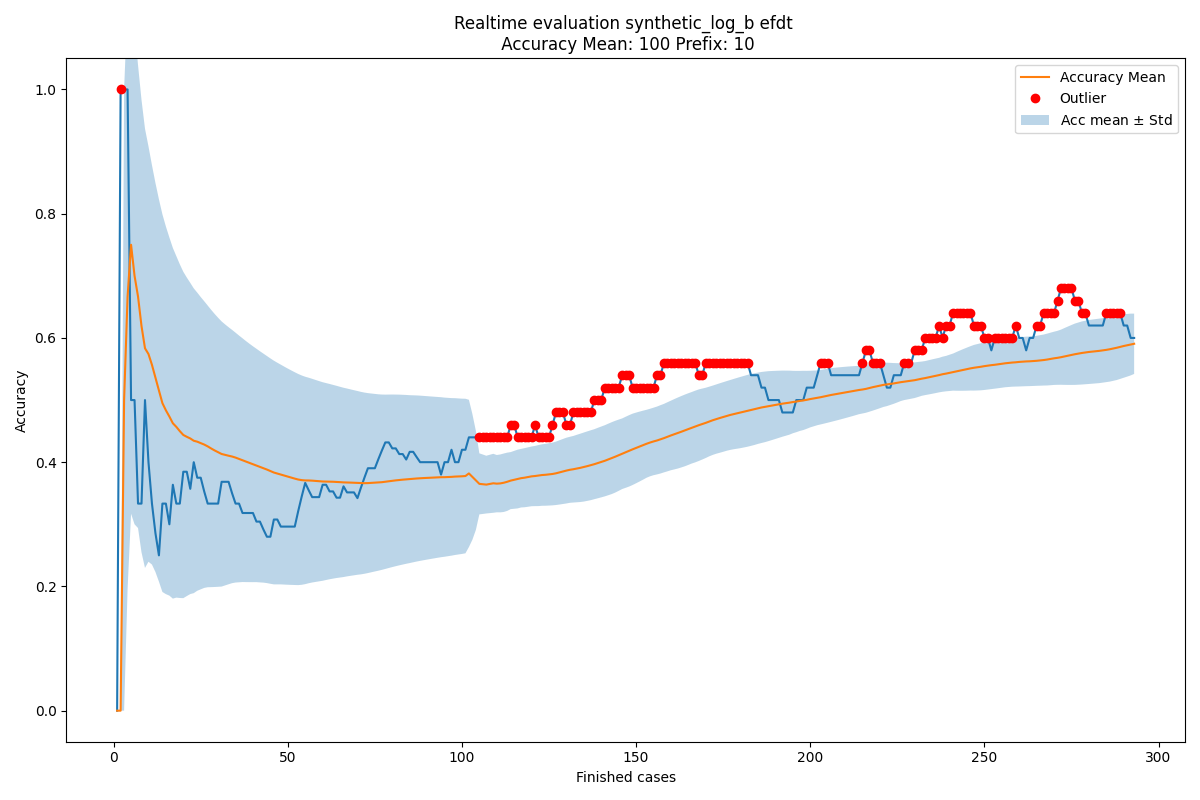 Realtime evaluation synthetic_log_b efdt
Accuracy Mean: 100 Prefix: 10
Accuracy Mean
Outlier
Acc mean ± Std
Accuracy
1.0
0.8
0.6
0.4
0.2
0.0
0 50 100 150 200 250 300
Finished cases